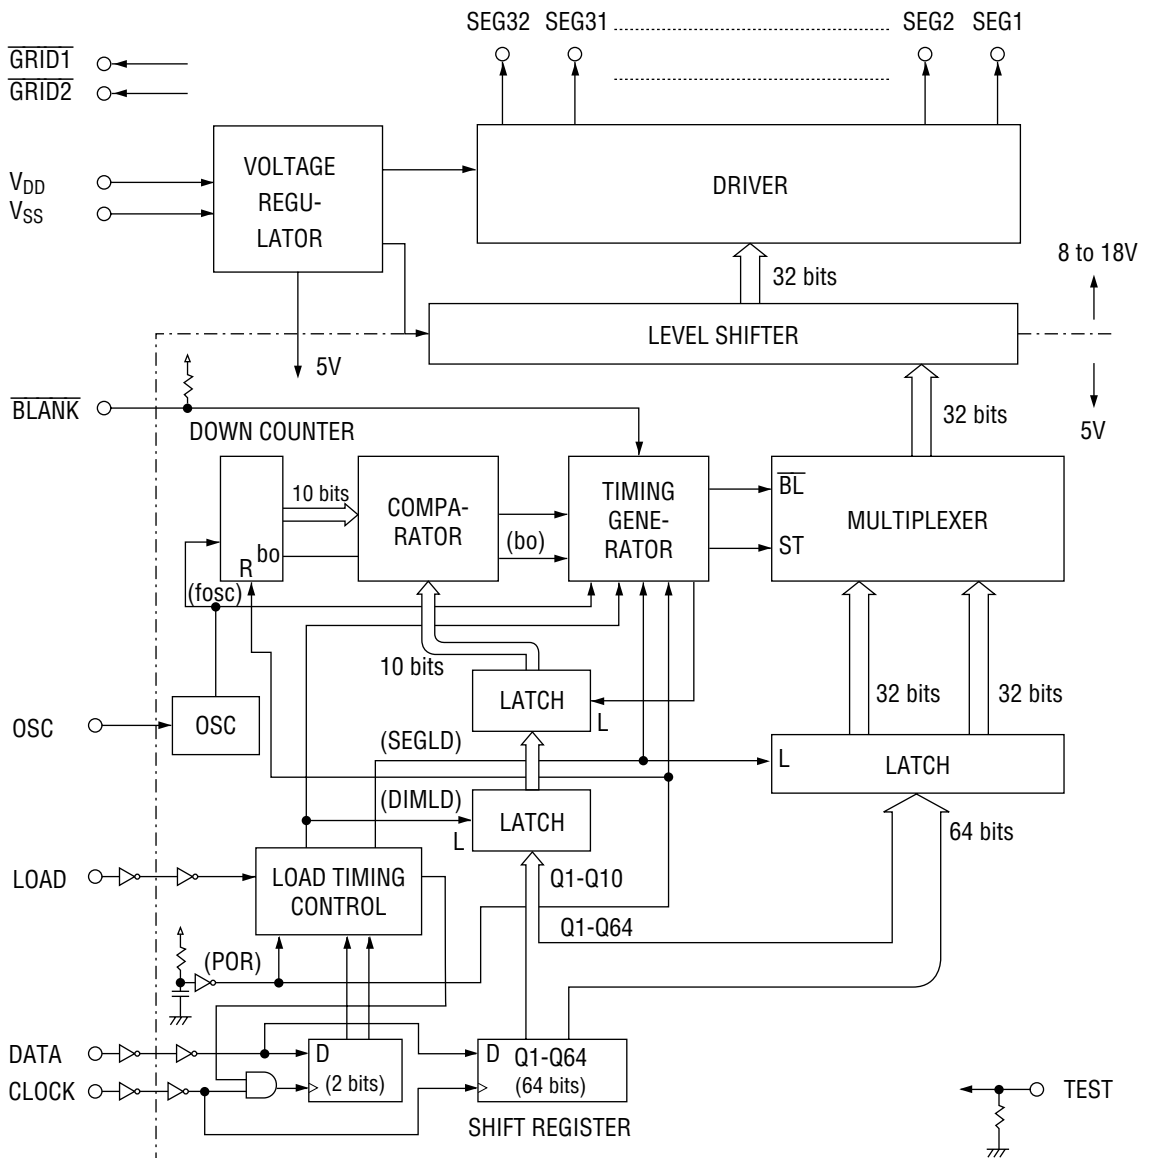 SEG32 SEG31 SEG2 SEG1
GRID1
GRID2
VDD
VSS
VOLTAGE
REGU-
LATOR
DRIVER
32 bits
8 to 18V
LEVEL SHIFTER
5V
5V
BLANK
32 bits
DOWN COUNTER
10 bits
bo
R
COMPA-
RATOR
(bo)
TIMING
GENE-
RATOR
BL
ST
MULTIPLEXER
(fosc)
10 bits
32 bits
32 bits
OSC
OSC
LATCH
L
(SEGLD)
L
LATCH
(DIMLD)
L
LATCH
64 bits
LOAD
LOAD TIMING
CONTROL
Q1-Q10
Q1-Q64
(POR)
DATA
CLOCK
D
(2 bits)
D Q1-Q64
(64 bits)
SHIFT REGISTER
TEST